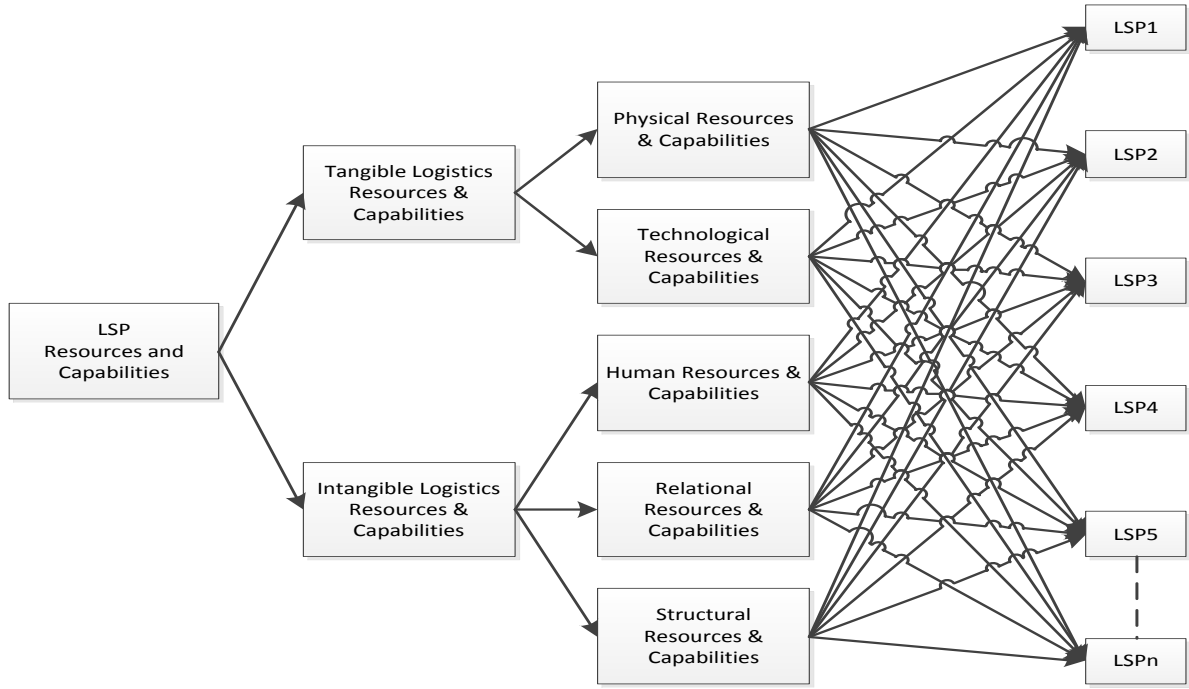 LSP
Resources and
Capabilities
Tangible Logistics
Resources &
Capabilities
Intangible Logistics
Resources &
Capabilities
Physical Resources
& Capabilities
Technological
Resources &
Capabilities
Human Resources &
Capabilities
Relational
Resources &
Capabilities
Structural
Resources &
Capabilities
LSP1
LSP2
LSP3
LSP4
LSP5
LSPn